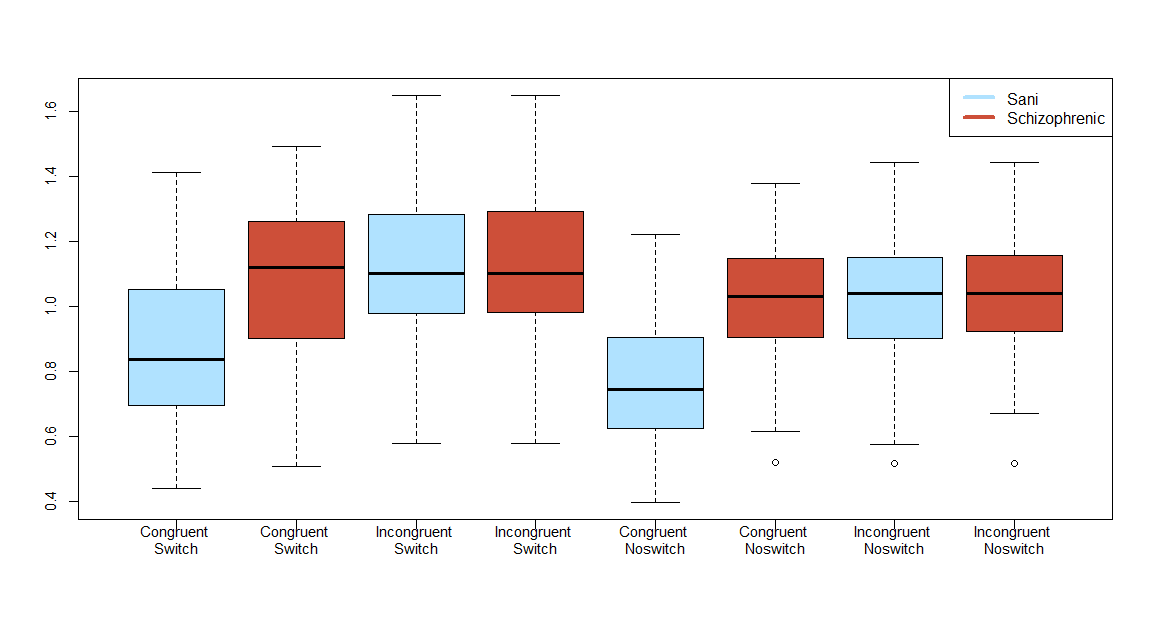 Sani
Schizophrenic
1.6
1.4
1.2
1.0
0.8
0.6
0.4
Congruent Congruent Incongruent Incongruent Congruent Congruent Incongruent Incongruent
Switch Switch Switch Switch Noswitch Noswitch Noswitch Noswitch